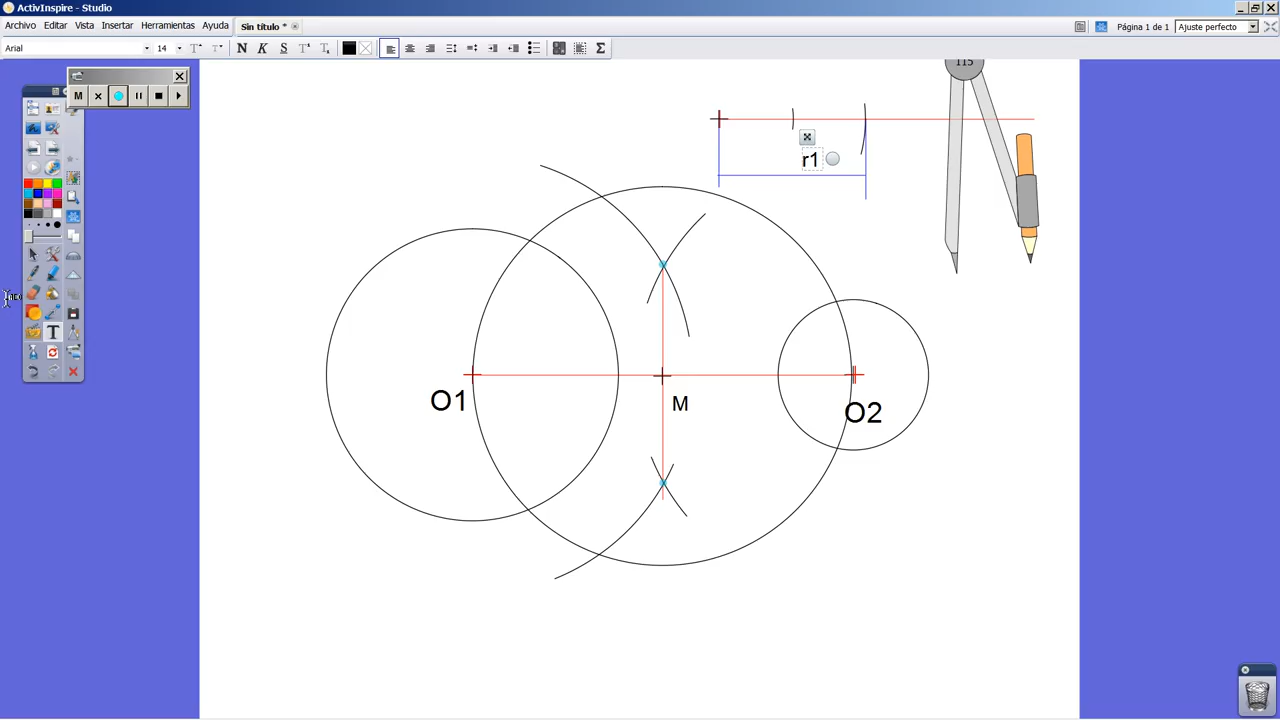 ActivInspire - Studio
Archivo Editar Vista Insertar Herramientas Ayuda Sin título * Página 1 de 1 Ajuste perfecto
Arial 14 N K S T T
M
115
r1
T
O1
M
O2